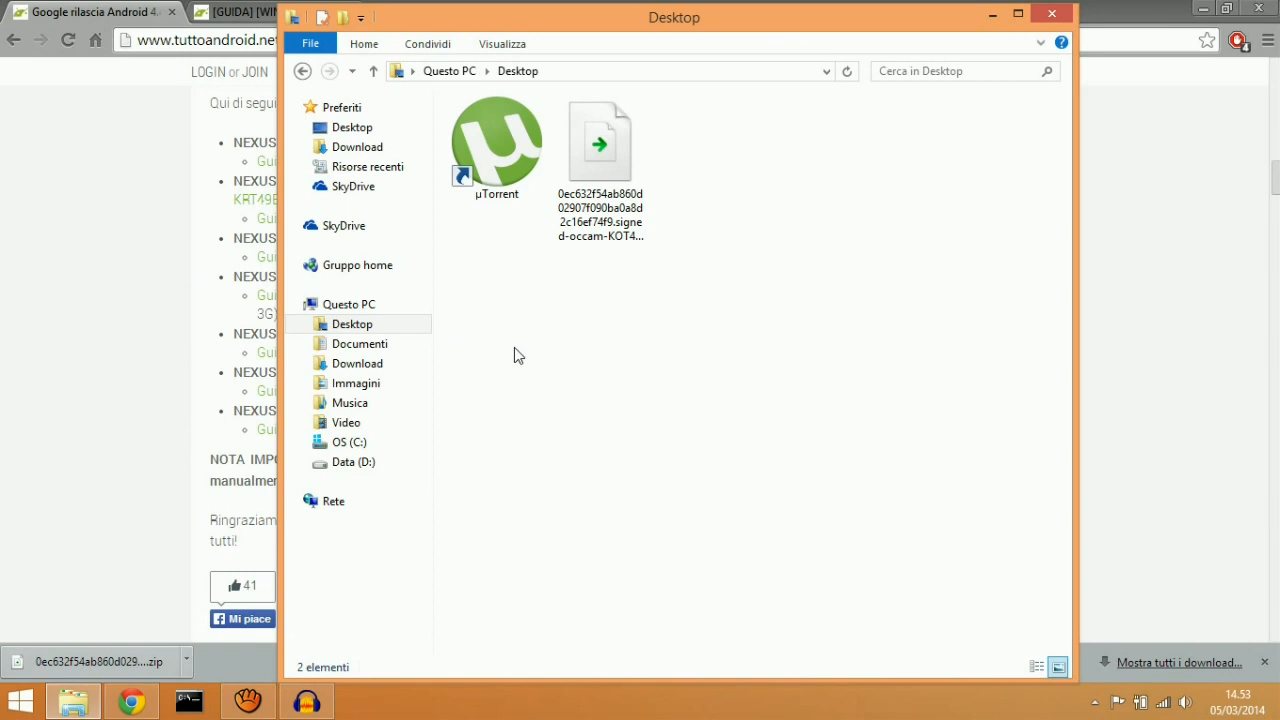 Google rilascia Android 4.
[GUIDA] [WIN
www.tuttoandroid.net
LOGIN or JOIN
Qui di segui
NEXUS
Gui
NEXUS
KRT49E
Gui
NEXUS
Gui
NEXUS
Gui
3G)
NEXUS
Gui
NEXUS
Gui
NEXUS
Gui
NOTA IMPO
manualmen
Ringraziam
tutti!
41
Mi piace
Desktop
File
Home
Condividi
Visualizza
Questo PC
Desktop
Cerca in Desktop
Preferiti
Desktop
Download
Risorse recenti
SkyDrive
SkyDrive
Gruppo home
Questo PC
Desktop
Documenti
Download
Immagini
Musica
Video
OS (C:)
Data (D:)
Rete
µTorrent
0ec632f54ab860d
02907f090ba0a8d
2c16ef74f9.signe
d-occam-KOT4...
2 elementi
0ec632f54ab860d029....zip
Mostra tutti i download...
14.53
05/03/2014